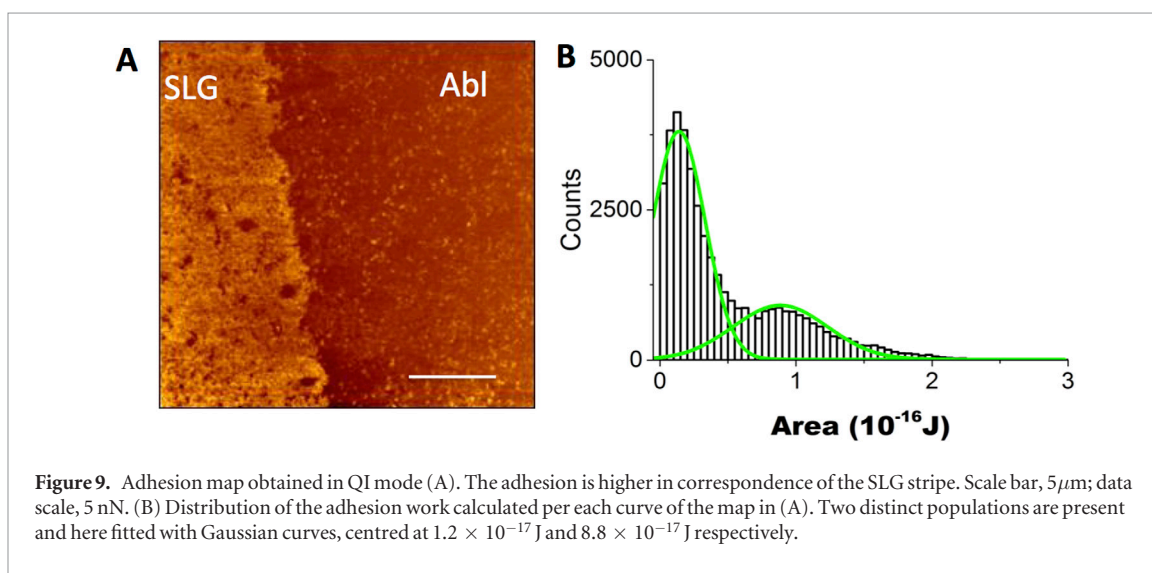 A
SLG
Abl
B
5000
2500
0
Counts
0
1
2
3
Area (10⁻¹⁶J)
Figure 9. Adhesion map obtained in QI mode (A). The adhesion is higher in correspondence of the SLG stripe. Scale bar, 5μm; data
scale, 5 nN. (B) Distribution of the adhesion work calculated per each curve of the map in (A). Two distinct populations are present
and here fitted with Gaussian curves, centred at 1.2 × 10⁻¹⁷ J and 8.8 × 10⁻¹⁷ J respectively.